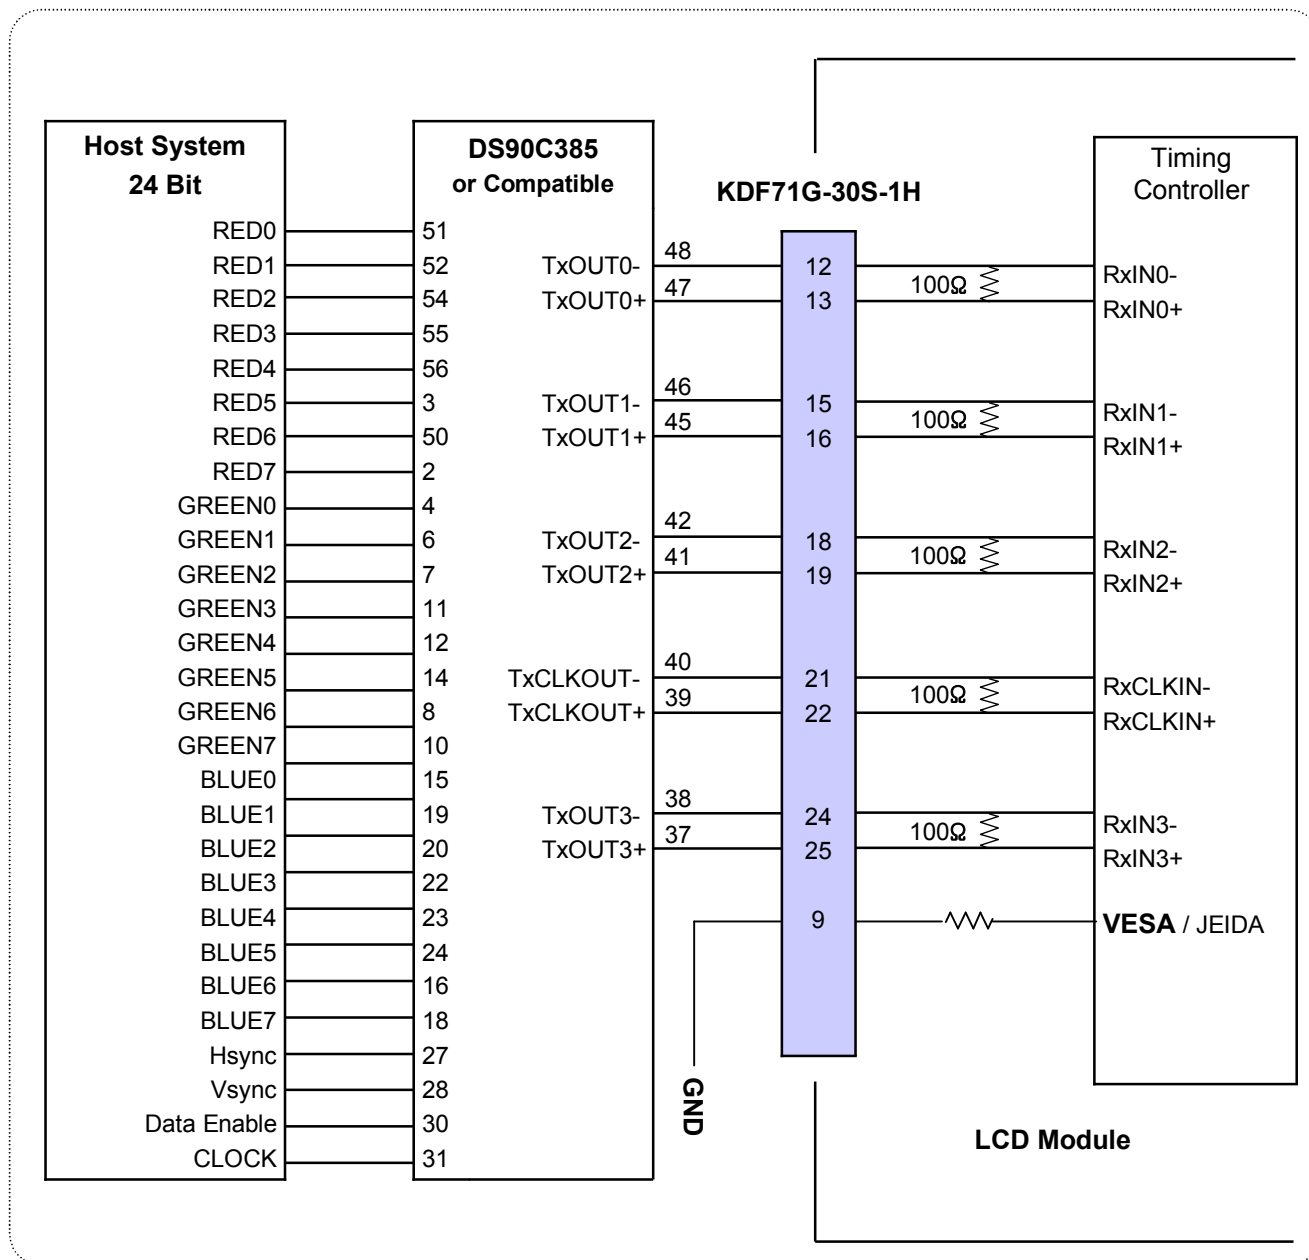 Host System
24 Bit
RED0
RED1
RED2
RED3
RED4
RED5
RED6
RED7
GREEN0
GREEN1
GREEN2
GREEN3
GREEN4
GREEN5
GREEN6
GREEN7
BLUE0
BLUE1
BLUE2
BLUE3
BLUE4
BLUE5
BLUE6
BLUE7
Hsync
Vsync
Data Enable
CLOCK
DS90C385
or Compatible
51
52
54
55
56
3
50
2
4
6
7
11
12
14
8
10
15
19
20
22
23
24
16
18
27
28
30
31
TxOUT0-
TxOUT0+
TxOUT1-
TxOUT1+
TxOUT2-
TxOUT2+
TxCLKOUT-
TxCLKOUT+
TxOUT3-
TxOUT3+
48
47
46
45
42
41
40
39
38
37
GND
KDF71G-30S-1H
12
13
15
16
18
19
21
22
24
25
9
100Ω
100Ω
100Ω
100Ω
100Ω
Timing
Controller
RxIN0-
RxIN0+
RxIN1-
RxIN1+
RxIN2-
RxIN2+
RxCLKIN-
RxCLKIN+
RxIN3-
RxIN3+
VESA / JEIDA
LCD Module